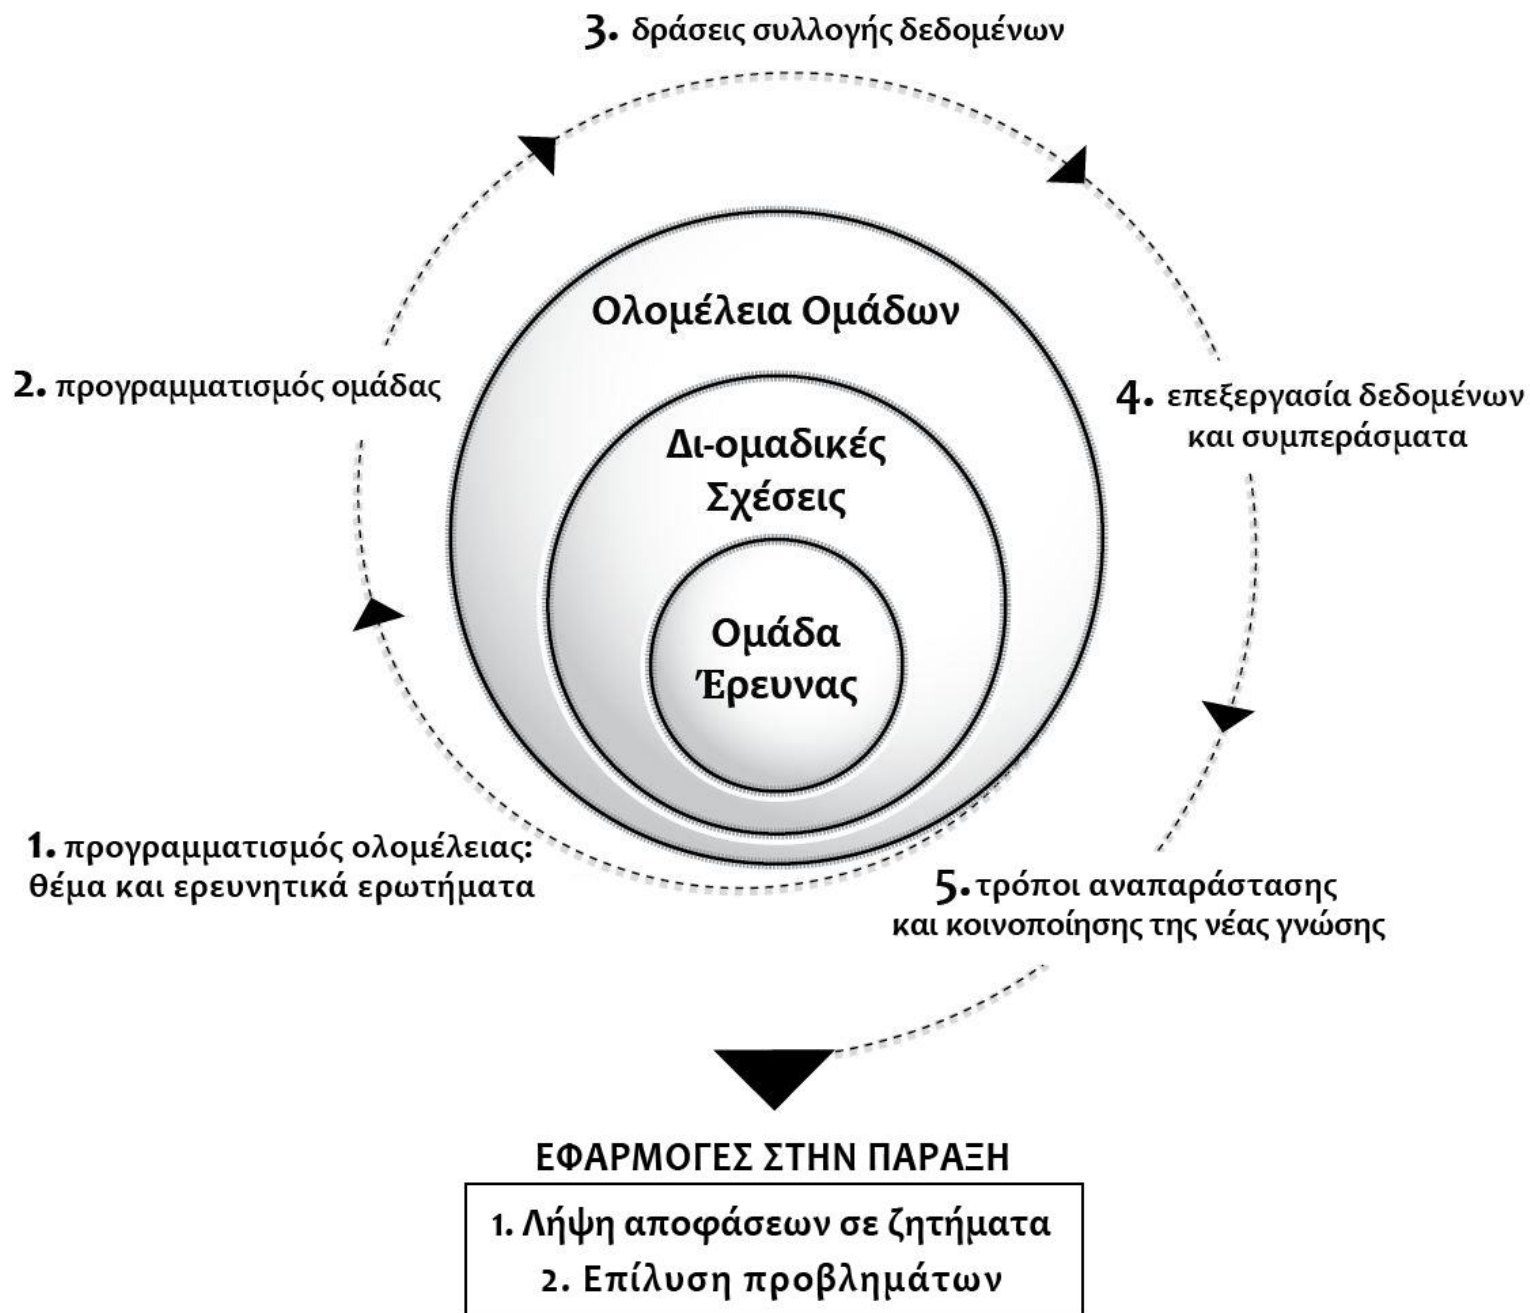 3. δράσεις συλλογής δεδομένων
Ολομέλεια Ομάδων
2. προγραμματισμός ομάδας
4. επεξεργασία δεδομένων
και συμπεράσματα
Δι-ομαδικές
Σχέσεις
Ομάδα
Έρευνας
1. προγραμματισμός ολομέλειας:
θέμα και ερευνητικά ερωτήματα
5. τρόποι αναπαράστασης
και κοινοποίησης της νέας γνώσης
ΕΦΑΡΜΟΓΕΣ ΣΤΗΝ ΠΑΡΑΞΗ
1. Λήψη αποφάσεων σε ζητήματα
2. Επίλυση προβλημάτων